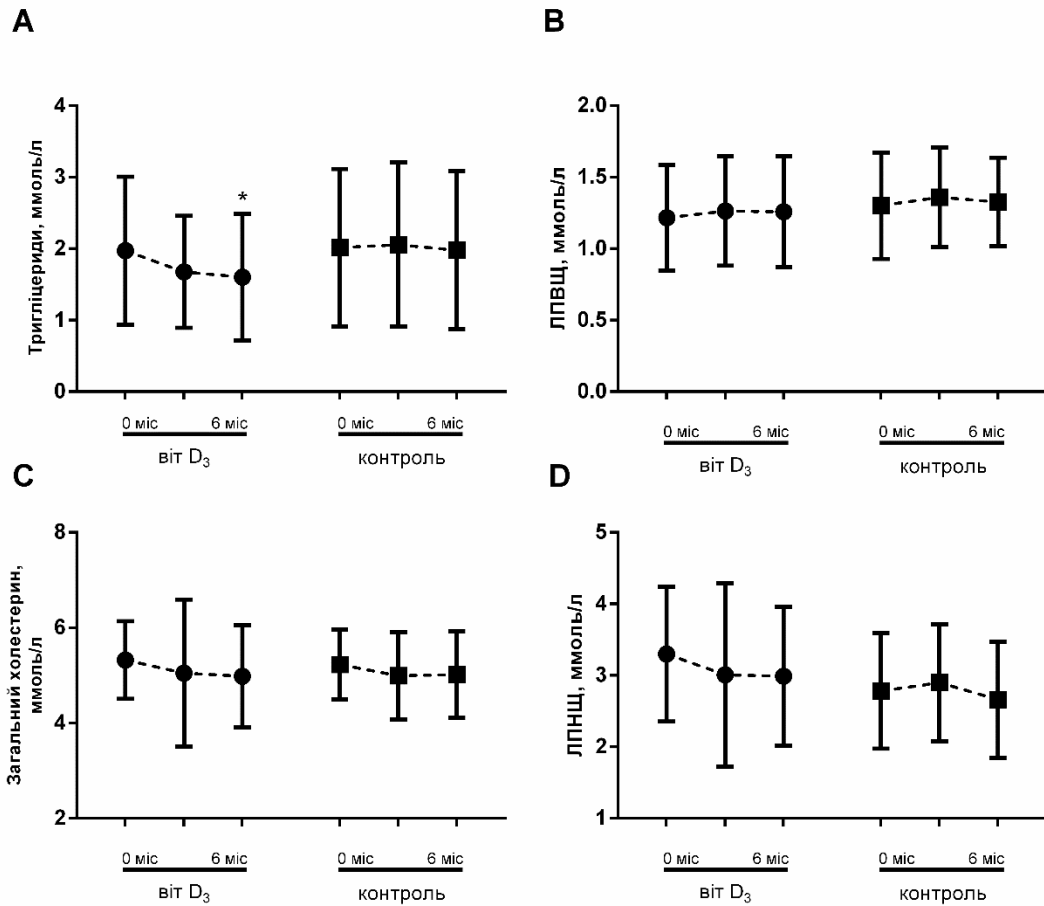 A
Тригліцериди, ммоль/л
4
3
2
1
0
*
0 міс 6 міс
віт D₃
0 міс 6 міс
контроль
B
ЛПВЩ, ммоль/л
2.0
1.5
1.0
0.5
0.0
0 міс 6 міс
віт D₃
0 міс 6 міс
контроль
C
Загальний холестерин,
ммоль/л
8
6
4
2
0 міс 6 міс
віт D₃
0 міс 6 міс
контроль
D
ЛПНЩ, ммоль/л
5
4
3
2
1
0 міс 6 міс
віт D₃
0 міс 6 міс
контроль